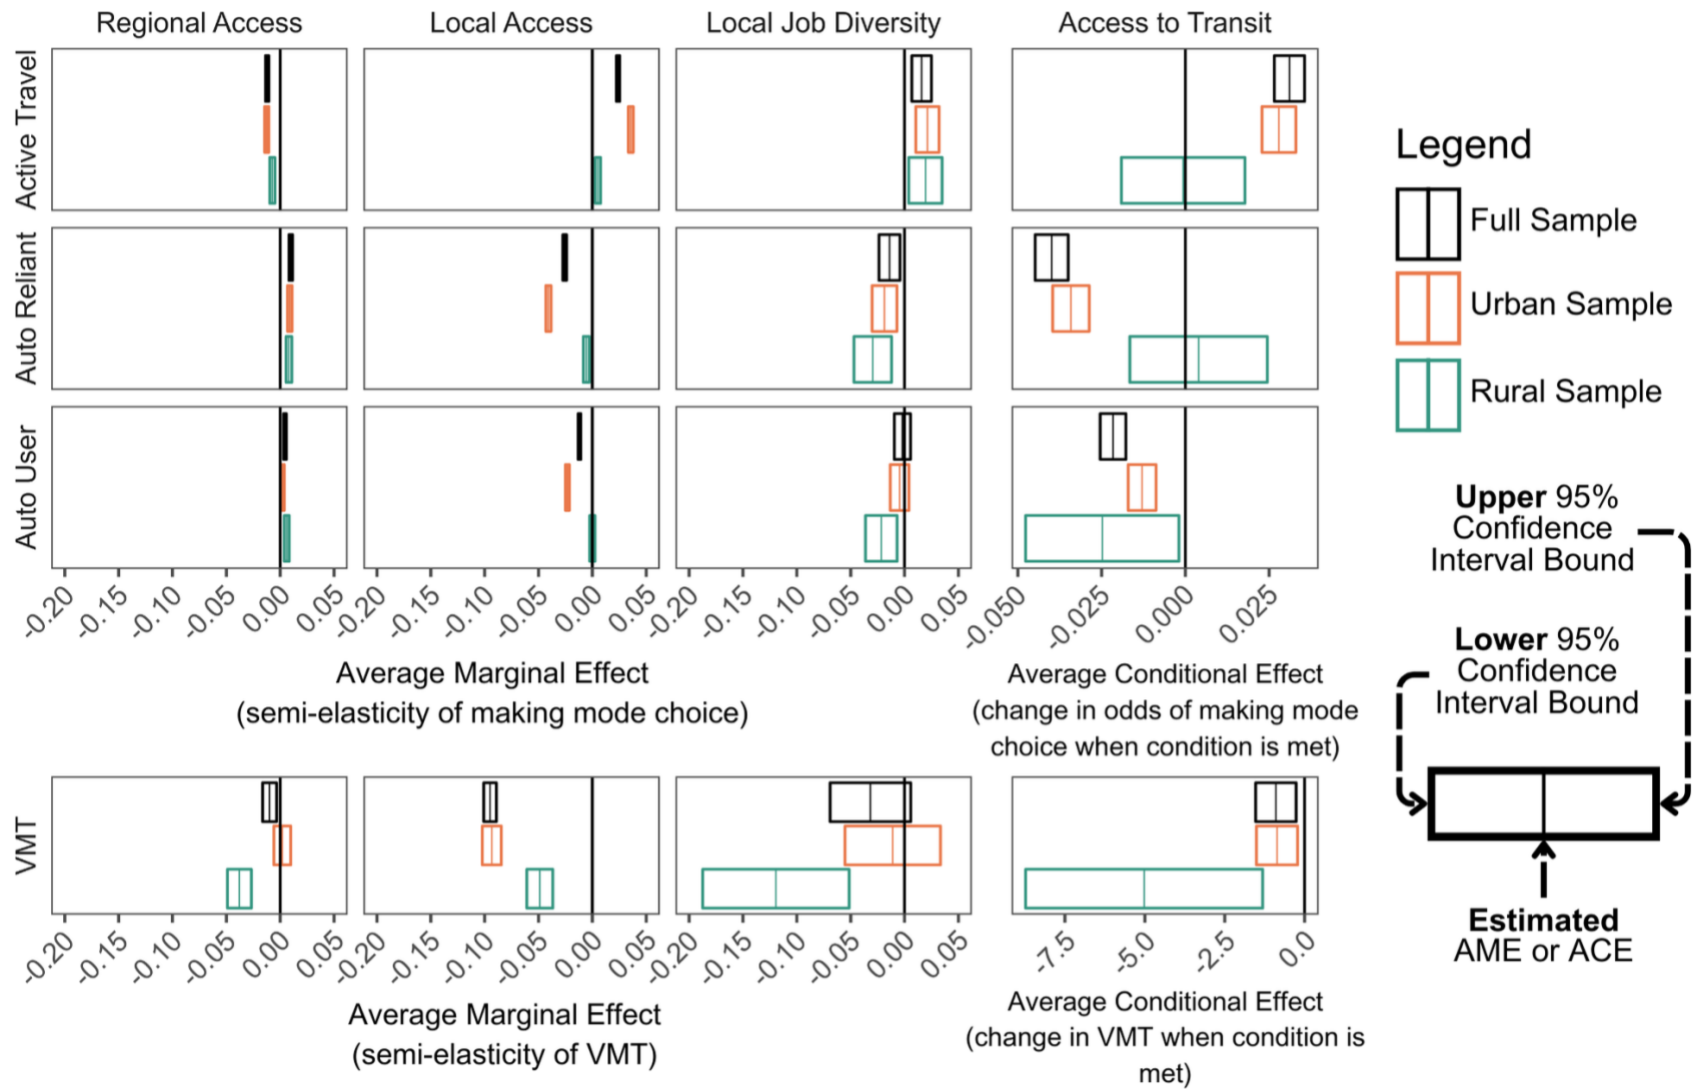 Regional Access
Local Access
Local Job Diversity
Access to Transit
Active Travel
Auto Reliant
Auto User
-0.20 -0.15 -0.10 -0.05 0.00 0.05
-0.20 -0.15 -0.10 -0.05 0.00 0.05
-0.20 -0.15 -0.10 -0.05 0.00 0.05
-0.050 -0.025 0.000 0.025
Average Marginal Effect
(semi-elasticity of making mode choice)
Average Conditional Effect
(change in odds of making mode
choice when condition is met)
VMT
-0.20 -0.15 -0.10 -0.05 0.00 0.05
-0.20 -0.15 -0.10 -0.05 0.00 0.05
-0.20 -0.15 -0.10 -0.05 0.00 0.05
-7.5 -5.0 -2.5 0.0
Average Marginal Effect
(semi-elasticity of VMT)
Average Conditional Effect
(change in VMT when condition is
met)
Legend
Full Sample
Urban Sample
Rural Sample
Upper 95%
Confidence
Interval Bound
Lower 95%
Confidence
Interval Bound
Estimated
AME or ACE